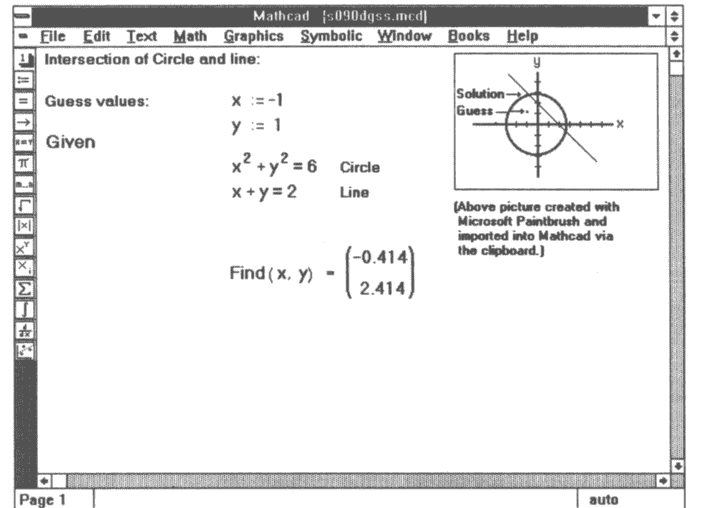 Mathcad [s090dqss.mcd]
File Edit Text Math Graphics Symbolic Window Books Help
Intersection of Circle and line:
Guess values: x := -1
y := 1
Given
x² + y² = 6 Circle
x + y = 2 Line
Find(x, y) = (-0.414
2.414)
y
Solution
Guess
x
(Above picture created with
Microsoft Paintbrush and
imported into Mathcad via
the clipboard.)
Page 1 auto